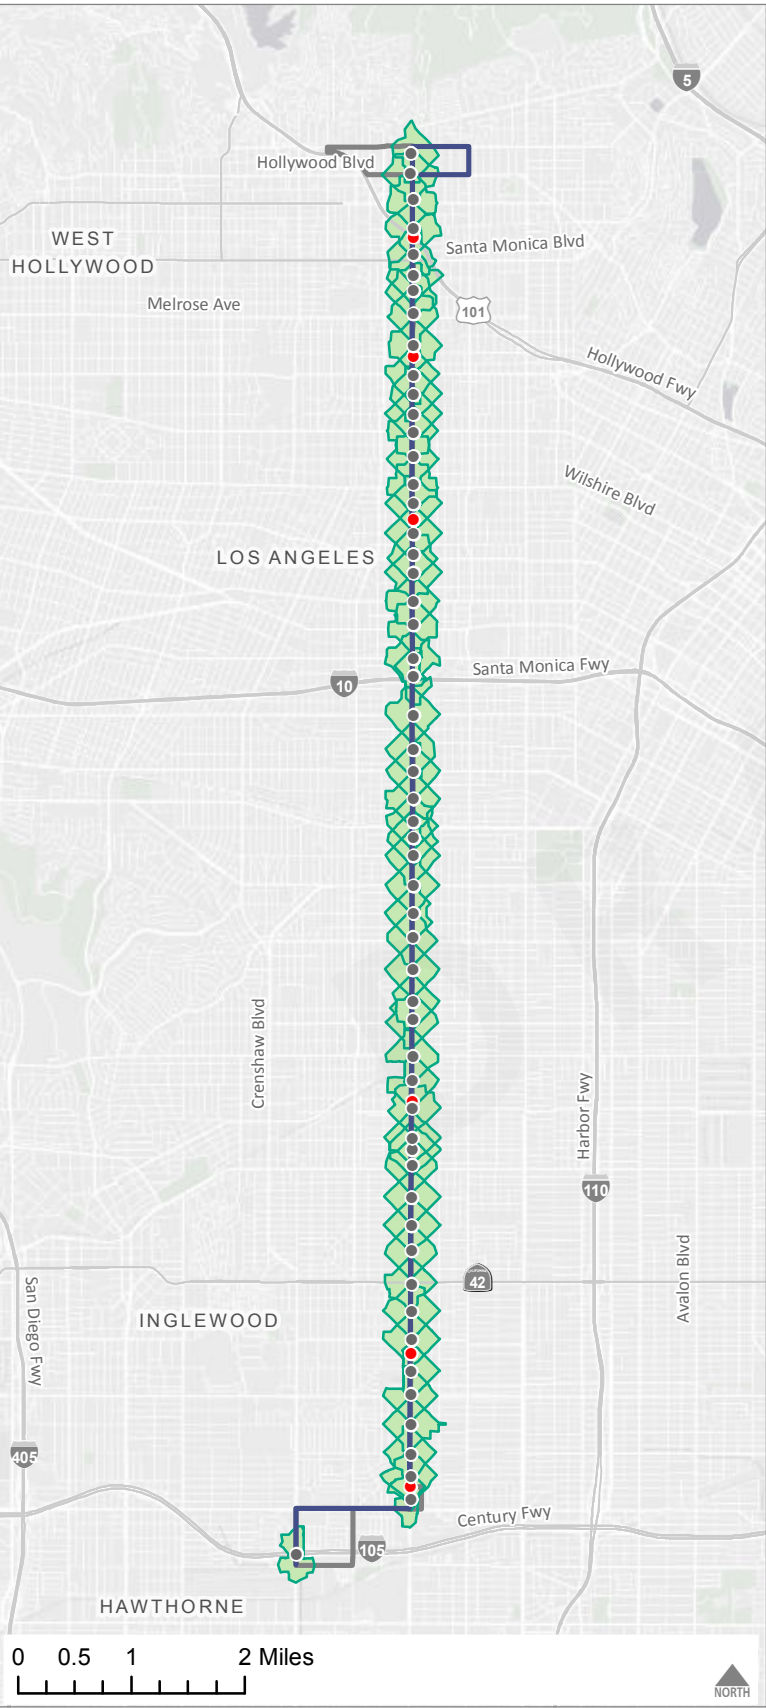 5
Hollywood Blvd
WEST
HOLLYWOOD
Santa Monica Blvd
Melrose Ave
101
Hollywood Fwy
Wilshire Blvd
LOS ANGELES
Santa Monica Fwy
10
Crenshaw Blvd
Harbor Fwy
110
Avalon Blvd
CALIFORNIA
42
San Diego Fwy
INGLEWOOD
405
Century Fwy
105
HAWTHORNE
0 0.5 1 2 Miles
NORTH